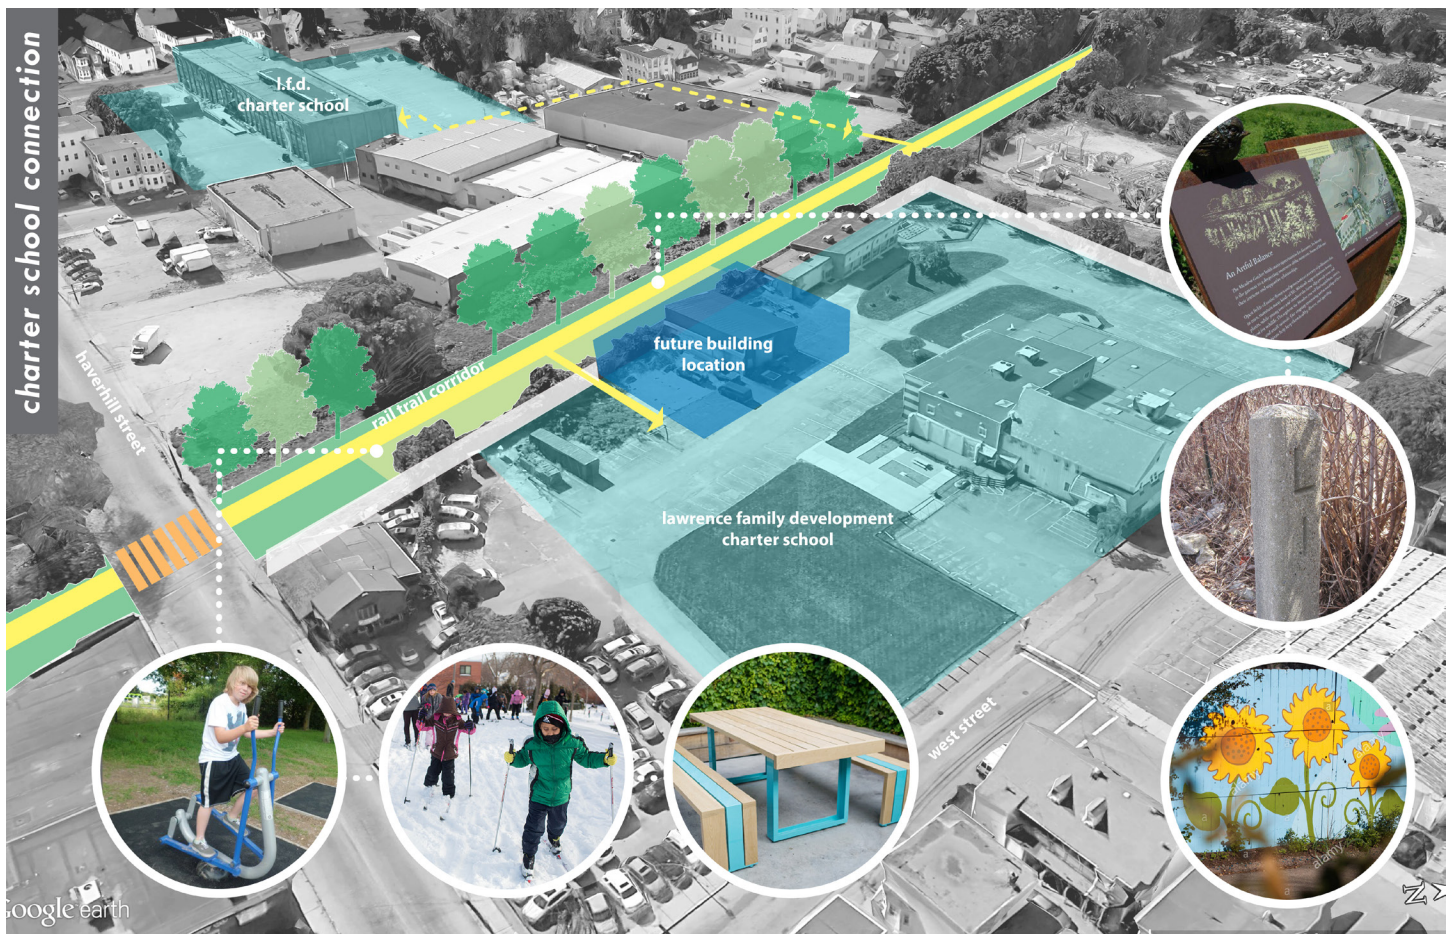 charter school connection
l.f.d.
charter school
An Artful Balance
future building
location
haverhill street
rail trail corridor
lawrence family development
charter school
west street
alamy
a
a
a
Google earth
N